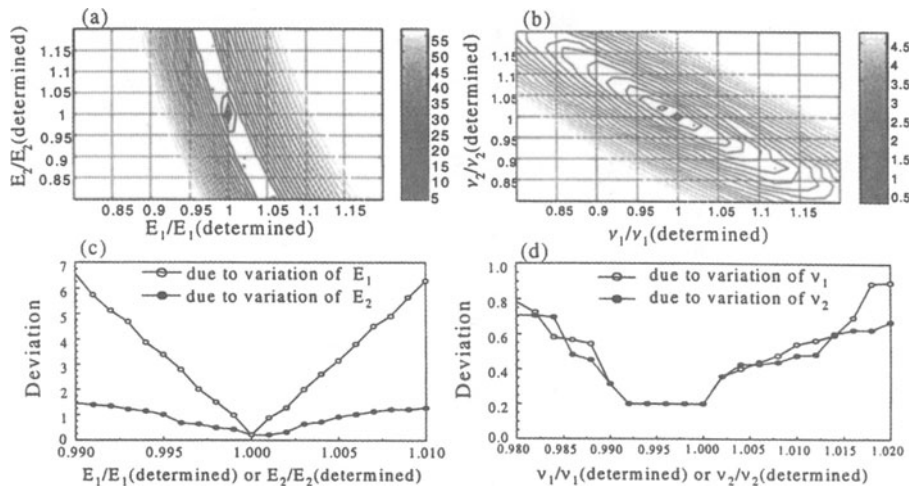 (a)
E₂/E₂(determined)
1.15
1.1
1.05
1
0.95
0.9
0.85
0.85 0.9 0.95 1 1.05 1.1 1.15
E₁/E₁(determined)
55
50
45
40
35
30
25
20
15
10
5
(b)
ν₂/ν₂(determined)
1.15
1.1
1.05
1
0.95
0.9
0.85
0.85 0.90 0.95 1 1.05 1.1 1.15
ν₁/ν₁(determined)
4.5
4
3.5
3
2.5
2
1.5
1
0.5
(c)
Deviation
7
6
5
4
3
2
1
0
due to variation of E₁
due to variation of E₂
0.990 0.995 1.000 1.005 1.010
E₁/E₁(determined) or E₂/E₂(determined)
(d)
Deviation
1.0
0.8
0.6
0.4
0.2
0.0
due to variation of ν₁
due to variation of ν₂
0.980 0.985 0.990 0.995 1.000 1.005 1.010 1.015 1.020
ν₁/ν₁(determined) or ν₂/ν₂(determined)